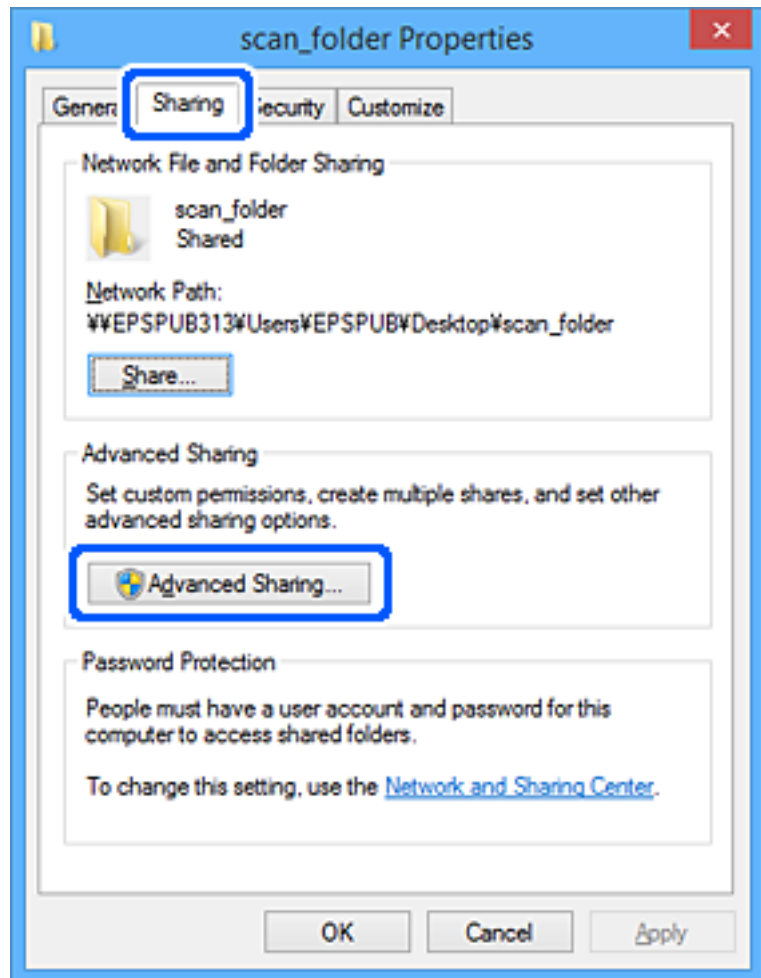 scan_folder Properties
Sharing
Customize
Network File and Folder Sharing
scan_folder
Shared
Network Path:
¥¥EPSPUB313¥Users¥EPSPUB¥Desktop¥scan_folder
Share...
Advanced Sharing
Set custom permissions, create multiple shares, and set other
advanced sharing options.
Advanced Sharing...
Password Protection
People must have a user account and password for this
computer to access shared folders.
To change this setting, use the Network and Sharing Center.
OK Cancel Apply